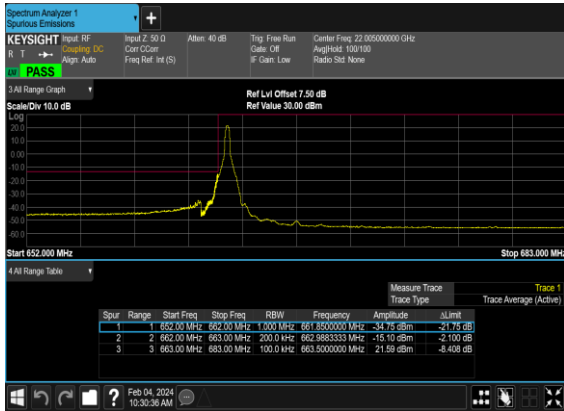 Spectrum Analyzer 1
Spurious Emissions
+
KEYSIGHT Input: RF Input Z: 50 Ω Atten: 40 dB Trig: Free Run Center Freq: 22.005000000 GHz
R T Coupling: DC Corr CCorr Gate: Off Avg|Hold: 100/100
Align: Auto Freq Ref: Int (S) IF Gain: Low Radio Std: None
LXI PASS
3 All Range Graph
Ref Lvl Offset 7.50 dB
Scale/Div 10.0 dB Ref Value 30.00 dBm
Log
20.0
10.0
0.00
-10.0
-20.0
-30.0
-40.0
-50.0
-60.0
Start 652.000 MHz Stop 683.000 MHz
4 All Range Table
Measure Trace Trace 1
Trace Type Trace Average (Active)
Spur Range Start Freq Stop Freq RBW Frequency Amplitude ΔLimit
1 1 652.00 MHz 662.00 MHz 1.000 MHz 661.8500000 MHz -34.75 dBm -21.75 dB
2 2 662.00 MHz 663.00 MHz 200.0 kHz 662.9883333 MHz -15.10 dBm -2.100 dB
3 3 663.00 MHz 683.00 MHz 100.0 kHz 663.5000000 MHz 21.59 dBm -8.408 dB
? Feb 04, 2024
10:30:36 AM